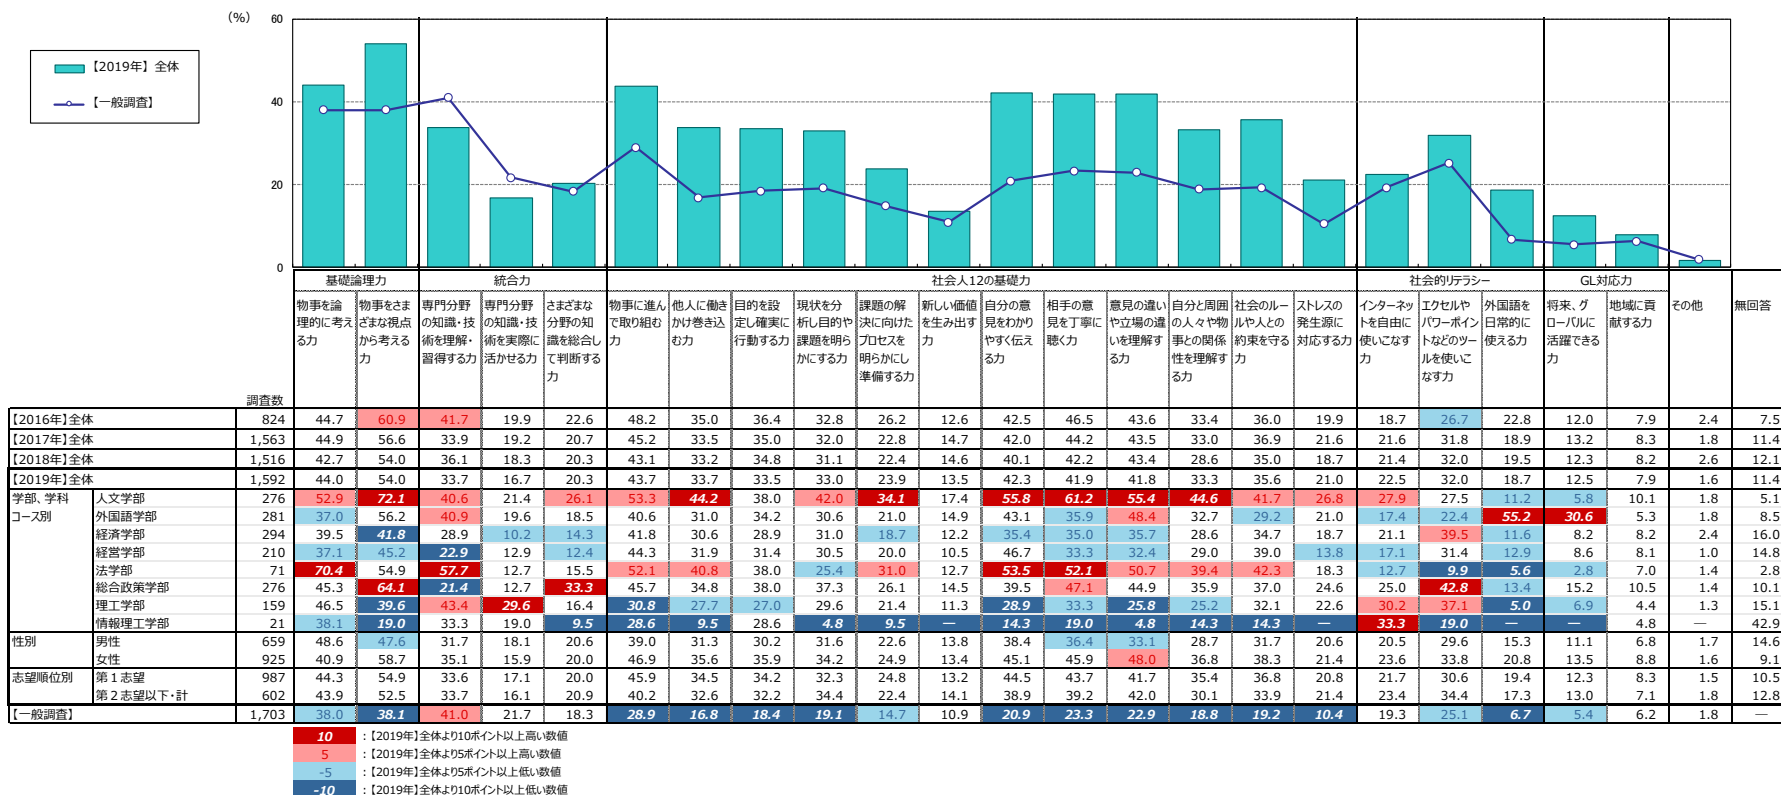 (%)
60
40
20
0
【2019年】全体
【一般調査】
基礎論理力 統合力 社会人12の基礎力 社会的リテラシー GL対応力
物事を論理的に考える力
物事をさまざまな視点から考える力
専門分野の知識・技術を理解・習得する力
専門分野の知識・技術を実際に活かせる力
さまざまな分野の知識を総合して判断する力
物事に進んで取り組む力
他人に働きかけ巻き込む力
目的を設定し確実に行動する力
現状を分析し目的や課題を明らかにする力
課題の解決に向けたプロセスを明らかにし準備する力
新しい価値を生み出す力
自分の意見をわかりやすく伝える力
相手の意見を丁寧に聴く力
意見の違いや立場の違いを理解する力
自分と周囲の人々や物事との関係性を理解する力
社会のルールや人との約束を守る力
ストレスの発生源に対応する力
インターネットを自由に使いこなす力
エクセルやパワーポイントなどのツールを使いこなす力
外国語を日常的に使える力
将来、グローバルに活躍できる力
地域に貢献する力
その他
無回答
調査数
【2016年】全体 824 44.7 60.9 41.7 19.9 22.6 48.2 35.0 36.4 32.8 26.2 12.6 42.5 46.5 43.6 33.4 36.0 19.9 18.7 26.7 22.8 12.0 7.9 2.4 7.5
【2017年】全体 1,563 44.9 56.6 33.9 19.2 20.7 45.2 33.5 35.0 32.0 22.8 14.7 42.0 44.2 43.5 33.0 36.9 21.6 21.6 31.8 18.9 13.2 8.3 1.8 11.4
【2018年】全体 1,516 42.7 54.0 36.1 18.3 20.3 43.1 33.2 34.8 31.1 22.4 14.6 40.1 42.2 43.4 28.6 35.0 18.7 21.4 32.0 19.5 12.3 8.2 2.6 12.1
【2019年】全体 1,592 44.0 54.0 33.7 16.7 20.3 43.7 33.7 33.5 33.0 23.9 13.5 42.3 41.9 41.8 33.3 35.6 21.0 22.5 32.0 18.7 12.5 7.9 1.6 11.4
学部、学科 人文学部 276 52.9 72.1 40.6 21.4 26.1 53.3 44.2 38.0 42.0 34.1 17.4 55.8 61.2 55.4 44.6 41.7 26.8 27.9 27.5 11.2 5.8 10.1 1.8 5.1
コース別 外国語学部 281 37.0 56.2 40.9 19.6 18.5 40.6 31.0 34.2 30.6 21.0 14.9 43.1 35.9 48.4 32.7 29.2 21.0 17.4 22.4 55.2 30.6 5.3 1.8 8.5
経済学部 294 39.5 41.8 28.9 10.2 14.3 41.8 30.6 28.9 31.0 18.7 12.2 35.4 35.0 35.7 28.6 34.7 18.7 21.1 39.5 11.6 8.2 8.2 2.4 16.0
経営学部 210 37.1 45.2 22.9 12.9 12.4 44.3 31.9 31.4 30.5 20.0 10.5 46.7 33.3 32.4 29.0 39.0 13.8 17.1 31.4 12.9 8.6 8.1 1.0 14.8
法学部 71 70.4 54.9 57.7 12.7 15.5 52.1 40.8 38.0 25.4 31.0 12.7 53.5 52.1 50.7 39.4 42.3 18.3 12.7 9.9 5.6 2.8 7.0 1.4 2.8
総合政策学部 276 45.3 64.1 21.4 12.7 33.3 45.7 34.8 38.0 37.3 26.1 14.5 39.5 47.1 44.9 35.9 37.0 24.6 25.0 42.8 13.4 15.2 10.5 1.4 10.1
理工学部 159 46.5 39.6 43.4 29.6 16.4 30.8 27.7 27.0 29.6 21.4 11.3 28.9 33.3 25.8 25.2 32.1 22.6 30.2 37.1 5.0 6.9 4.4 1.3 15.1
情報理工学部 21 38.1 19.0 33.3 19.0 9.5 28.6 9.5 28.6 4.8 9.5 — 14.3 19.0 4.8 14.3 14.3 — 33.3 19.0 — — 4.8 — 42.9
性別 男性 659 48.6 47.6 31.7 18.1 20.6 39.0 31.3 30.2 31.6 22.6 13.8 38.4 36.4 33.1 28.7 31.7 20.6 20.5 29.6 15.3 11.1 6.8 1.7 14.6
女性 925 40.9 58.7 35.1 15.9 20.0 46.9 35.6 35.9 34.2 24.9 13.4 45.1 45.9 48.0 36.8 38.3 21.4 23.6 33.8 20.8 13.5 8.8 1.6 9.1
志望順位別 第1志望 987 44.3 54.9 33.6 17.1 20.0 45.9 34.5 34.2 32.3 24.8 13.2 44.5 43.7 41.7 35.4 36.8 20.8 21.7 30.6 19.4 12.3 8.3 1.5 10.5
第2志望以下・計 602 43.9 52.5 33.7 16.1 20.9 40.2 32.6 32.2 34.4 22.4 14.1 38.9 39.2 42.0 30.1 33.9 21.4 23.4 34.4 17.3 13.0 7.1 1.8 12.8
【一般調査】 1,703 38.0 38.1 41.0 21.7 18.3 28.9 16.8 18.4 19.1 14.7 10.9 20.9 23.3 22.9 18.8 19.2 10.4 19.3 25.1 6.7 5.4 6.2 1.8 —
10 :【2019年】全体より10ポイント以上高い数値
5 :【2019年】全体より5ポイント以上高い数値
-5 :【2019年】全体より5ポイント以上低い数値
-10 :【2019年】全体より10ポイント以上低い数値